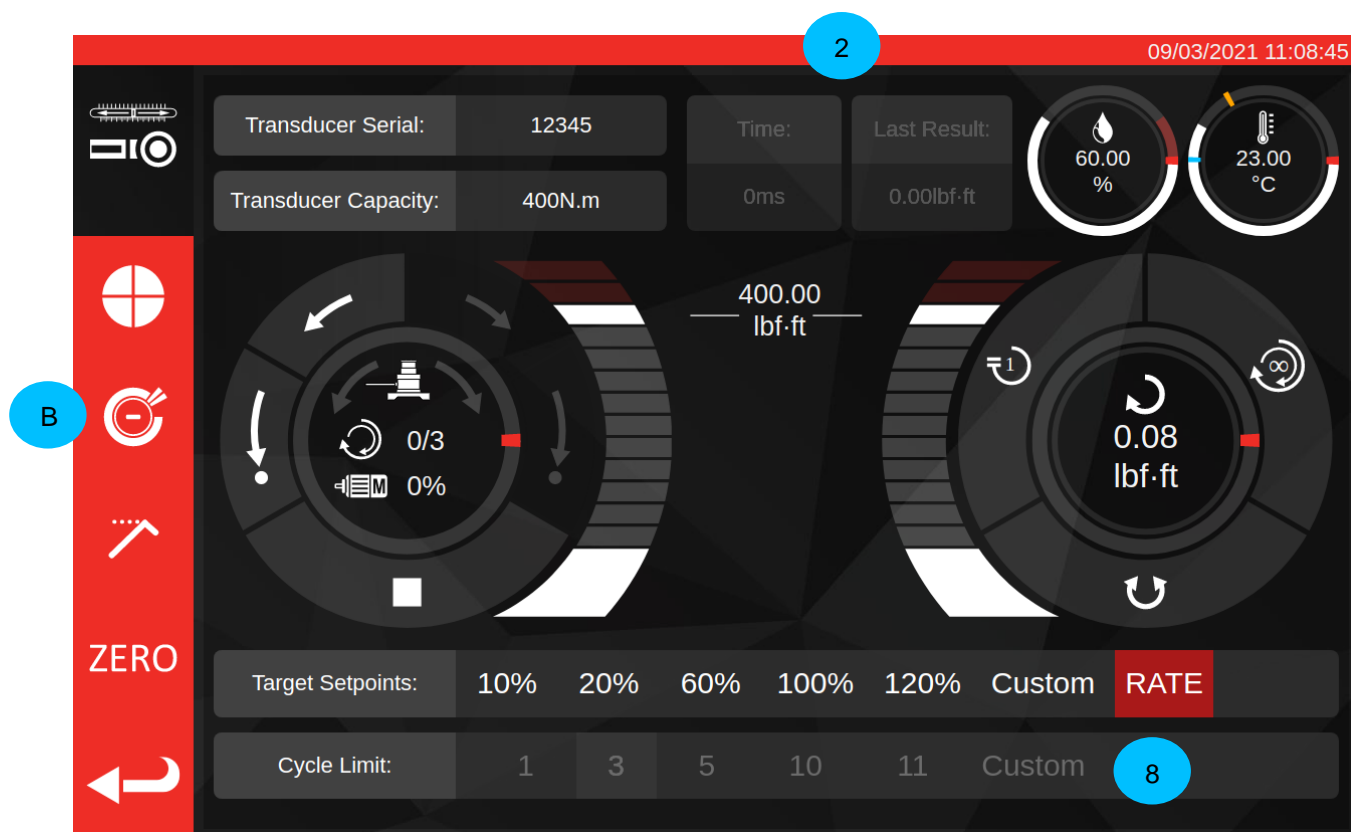 2
09/03/2021 11:08:45
Transducer Serial: 12345
Time:
Last Result:
60.00
%
23.00
°C
Transducer Capacity: 400N.m
0ms
0.00lbf·ft
400.00
lbf·ft
1
∞
B
0/3
M 0%
0.08
lbf·ft
ZERO
Target Setpoints: 10% 20% 60% 100% 120% Custom RATE
Cycle Limit: 1 3 5 10 11 Custom 8